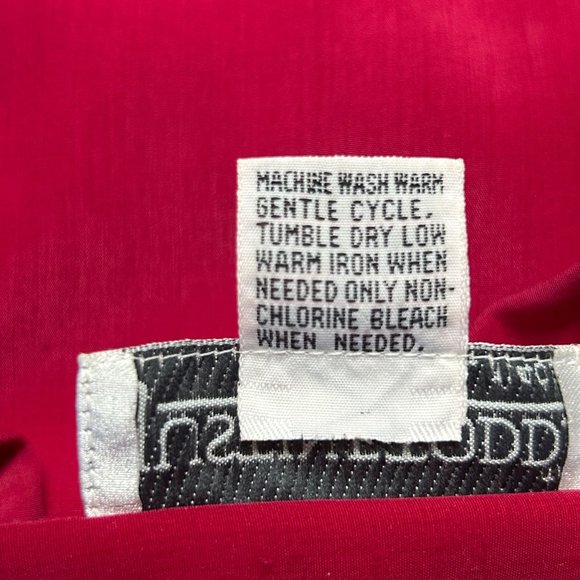 MACHINE WASH WARM
GENTLE CYCLE.
TUMBLE DRY LOW
WARM IRON WHEN
NEEDED ONLY NON-
CHLORINE BLEACH
WHEN NEEDED.